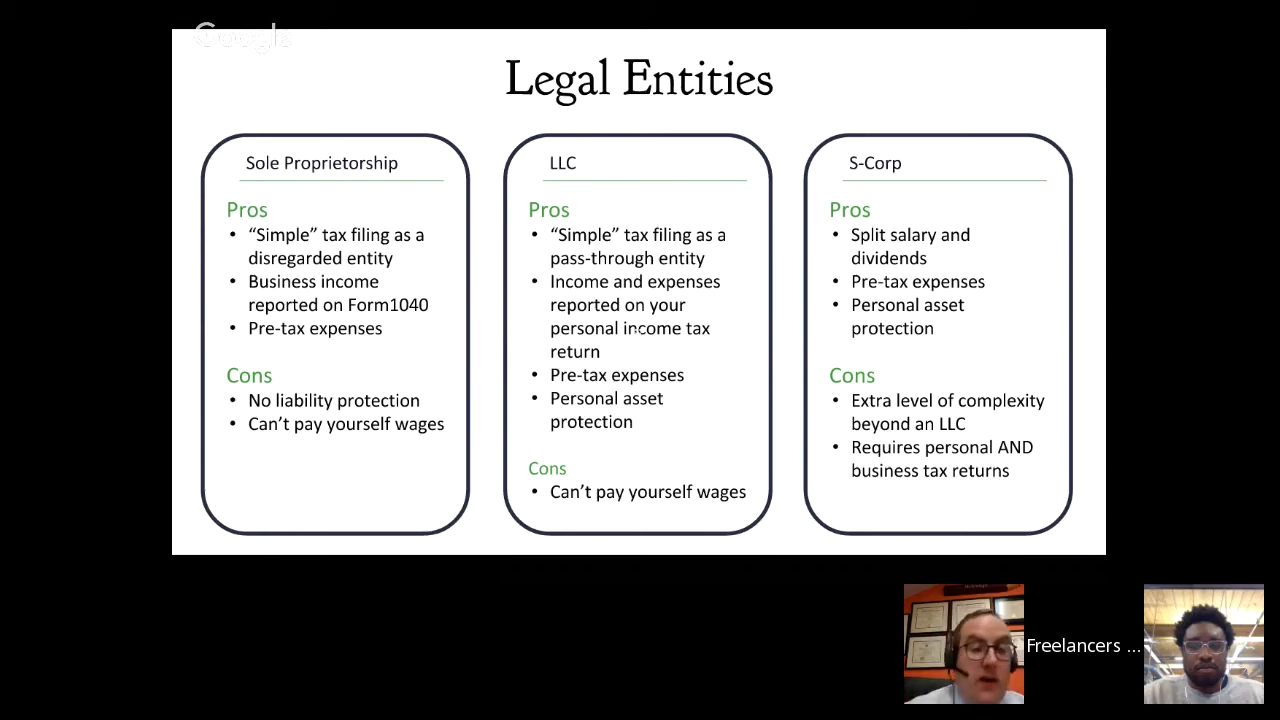 Google
Legal Entities
Sole Proprietorship
Pros
• “Simple” tax filing as a
disregarded entity
• Business income
reported on Form1040
• Pre-tax expenses
Cons
• No liability protection
• Can’t pay yourself wages
LLC
Pros
• “Simple” tax filing as a
pass-through entity
• Income and expenses
reported on your
personal income tax
return
• Pre-tax expenses
• Personal asset
protection
Cons
• Can’t pay yourself wages
S-Corp
Pros
• Split salary and
dividends
• Pre-tax expenses
• Personal asset
protection
Cons
• Extra level of complexity
beyond an LLC
• Requires personal AND
business tax returns
Freelancers ...